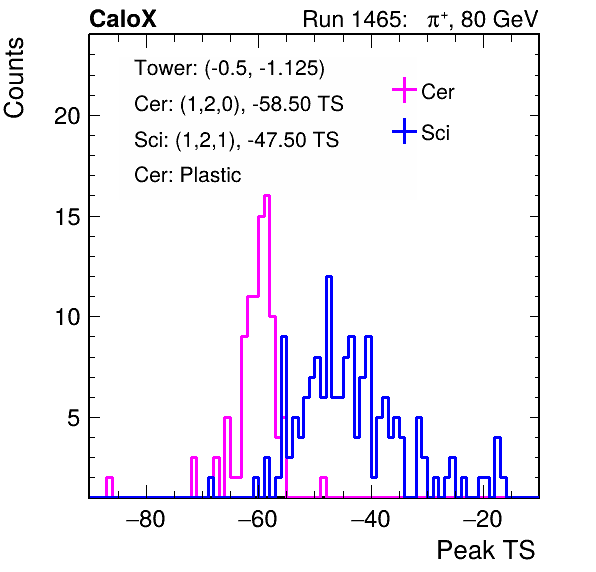 CaloX Run 1465: π⁺, 80 GeV
Counts
Tower: (-0.5, -1.125)
Cer: (1,2,0), -58.50 TS
Sci: (1,2,1), -47.50 TS
Cer: Plastic
Cer
Sci
20
15
10
5
−80 −60 −40 −20
Peak TS